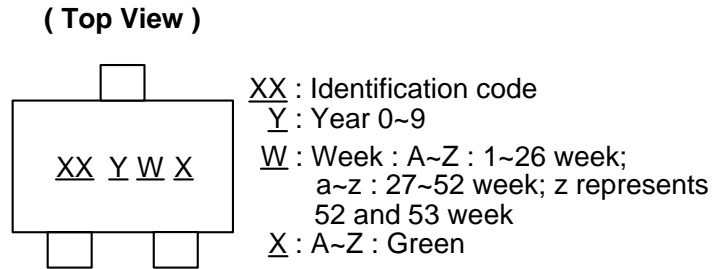 ( Top View )
XX Y W X
XX : Identification code
Y : Year 0~9
W : Week : A~Z : 1~26 week;
a~z : 27~52 week; z represents
52 and 53 week
X : A~Z : Green